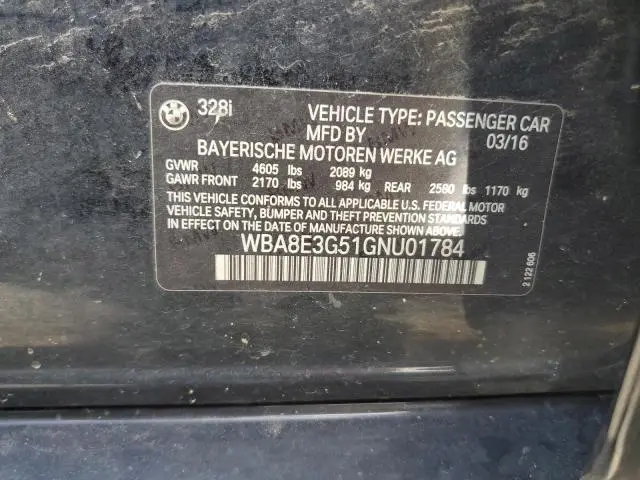 328i
VEHICLE TYPE: PASSENGER CAR
MFD BY 03/16
BAYERISCHE MOTOREN WERKE AG
GVWR 4605 lbs 2089 kg
GAWR FRONT 2170 lbs 984 kg REAR 2580 lbs 1170 kg
THIS VEHICLE CONFORMS TO ALL APPLICABLE U.S. FEDERAL MOTOR
VEHICLE SAFETY, BUMPER AND THEFT PREVENTION STANDARDS
IN EFFECT ON THE DATE OF MANUFACTURE SHOWN ABOVE.
WBA8E3G51GNU01784
2 122 606